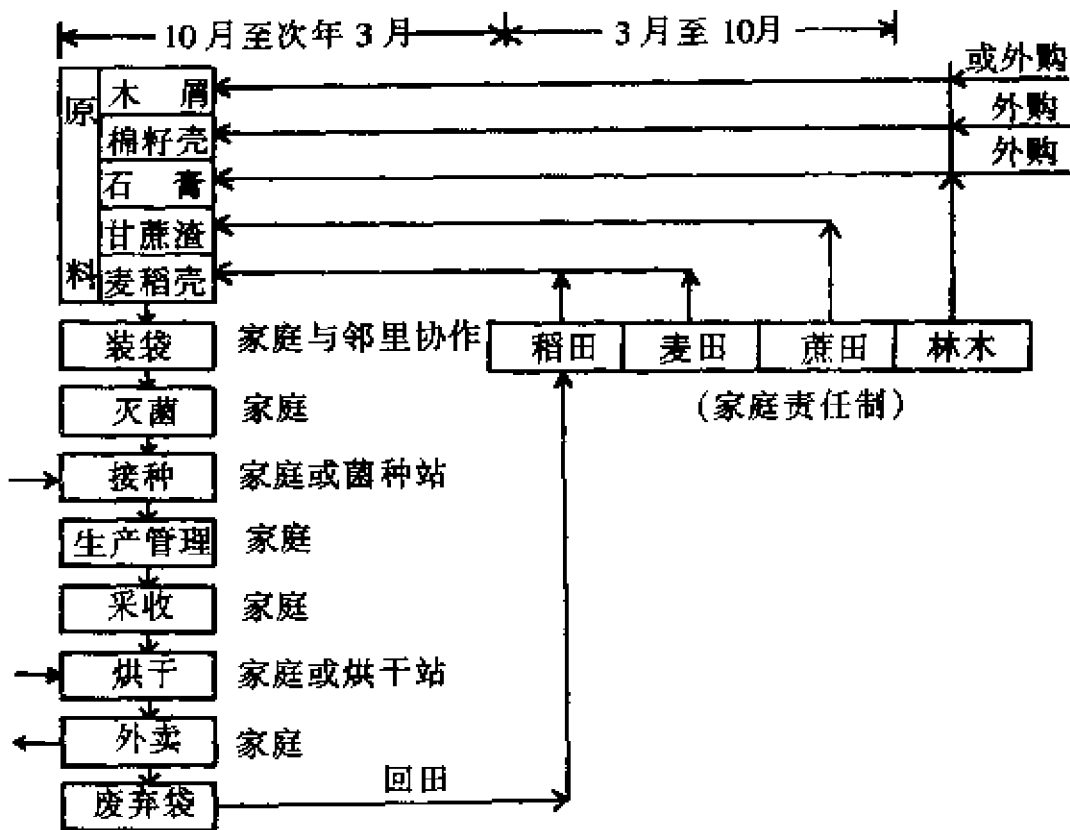 10月至次年3月
3月至10月
或外购
外购
外购
原料
木屑
棉籽壳
石膏
甘蔗渣
麦稻壳
装袋 家庭与邻里协作
稻田 麦田 蔗田 林木
(家庭责任制)
灭菌 家庭
接种 家庭或菌种站
生产管理 家庭
采收 家庭
烘干 家庭或烘干站
外卖 家庭
废弃袋
回田